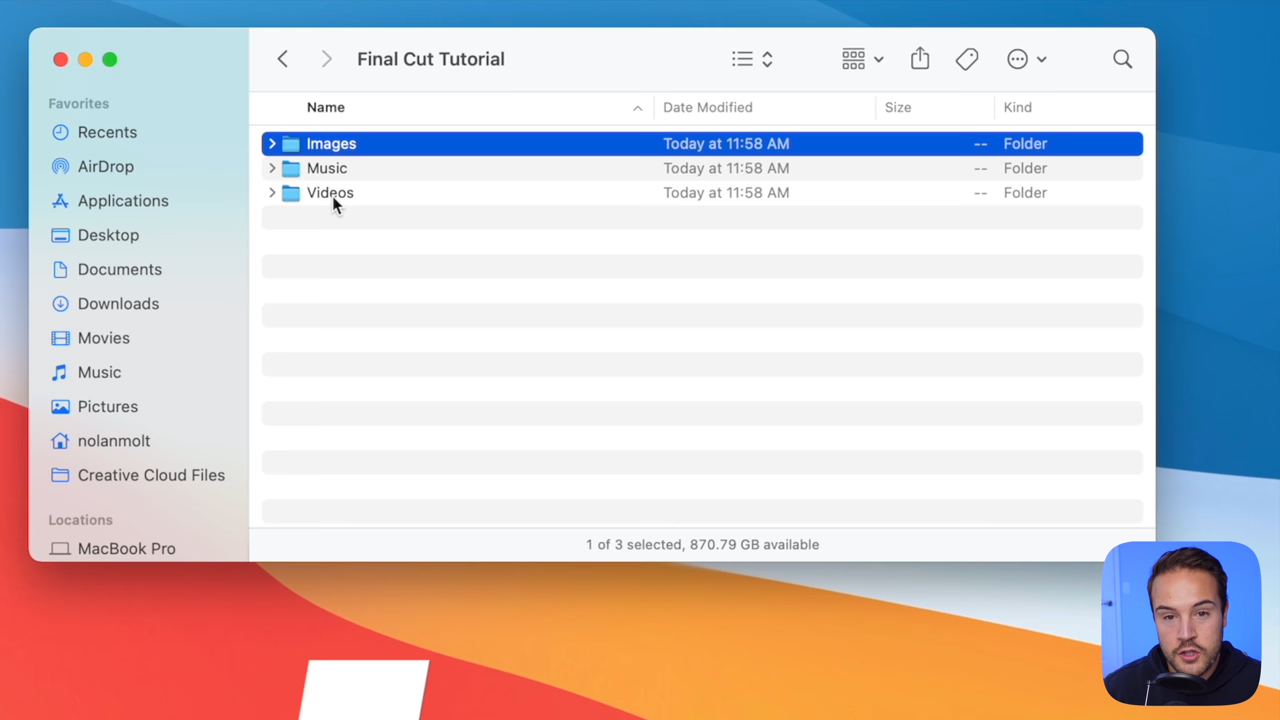 Final Cut Tutorial
Favorites
Recents
AirDrop
Applications
Desktop
Documents
Downloads
Movies
Music
Pictures
nolanmolt
Creative Cloud Files
Locations
MacBook Pro
Name Date Modified Size Kind
Images Today at 11:58 AM -- Folder
Music Today at 11:58 AM -- Folder
Videos Today at 11:58 AM -- Folder
1 of 3 selected, 870.79 GB available